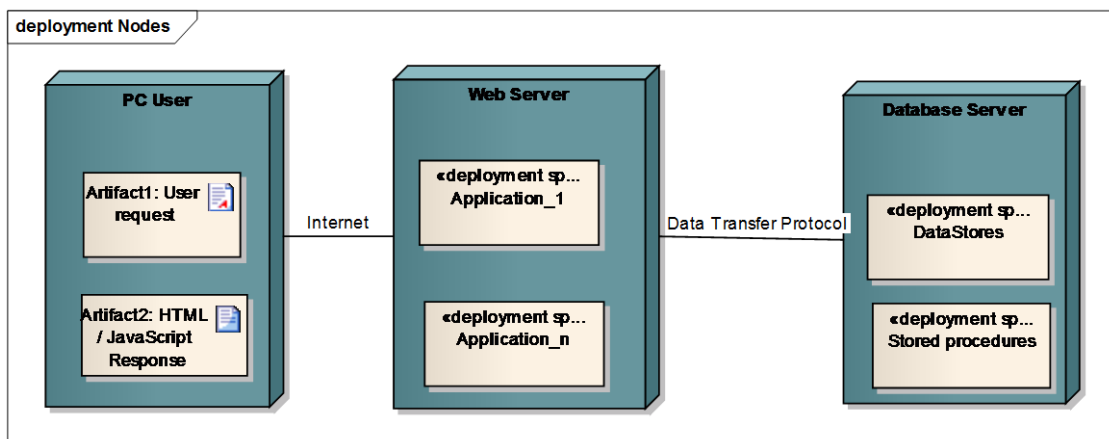 deployment Nodes
PC User
Artifact1: User
request
Artifact2: HTML
/ JavaScript
Response
Internet
Web Server
«deployment sp...
Application_1
«deployment sp...
Application_n
Data Transfer Protocol
Database Server
«deployment sp...
DataStores
«deployment sp...
Stored procedures